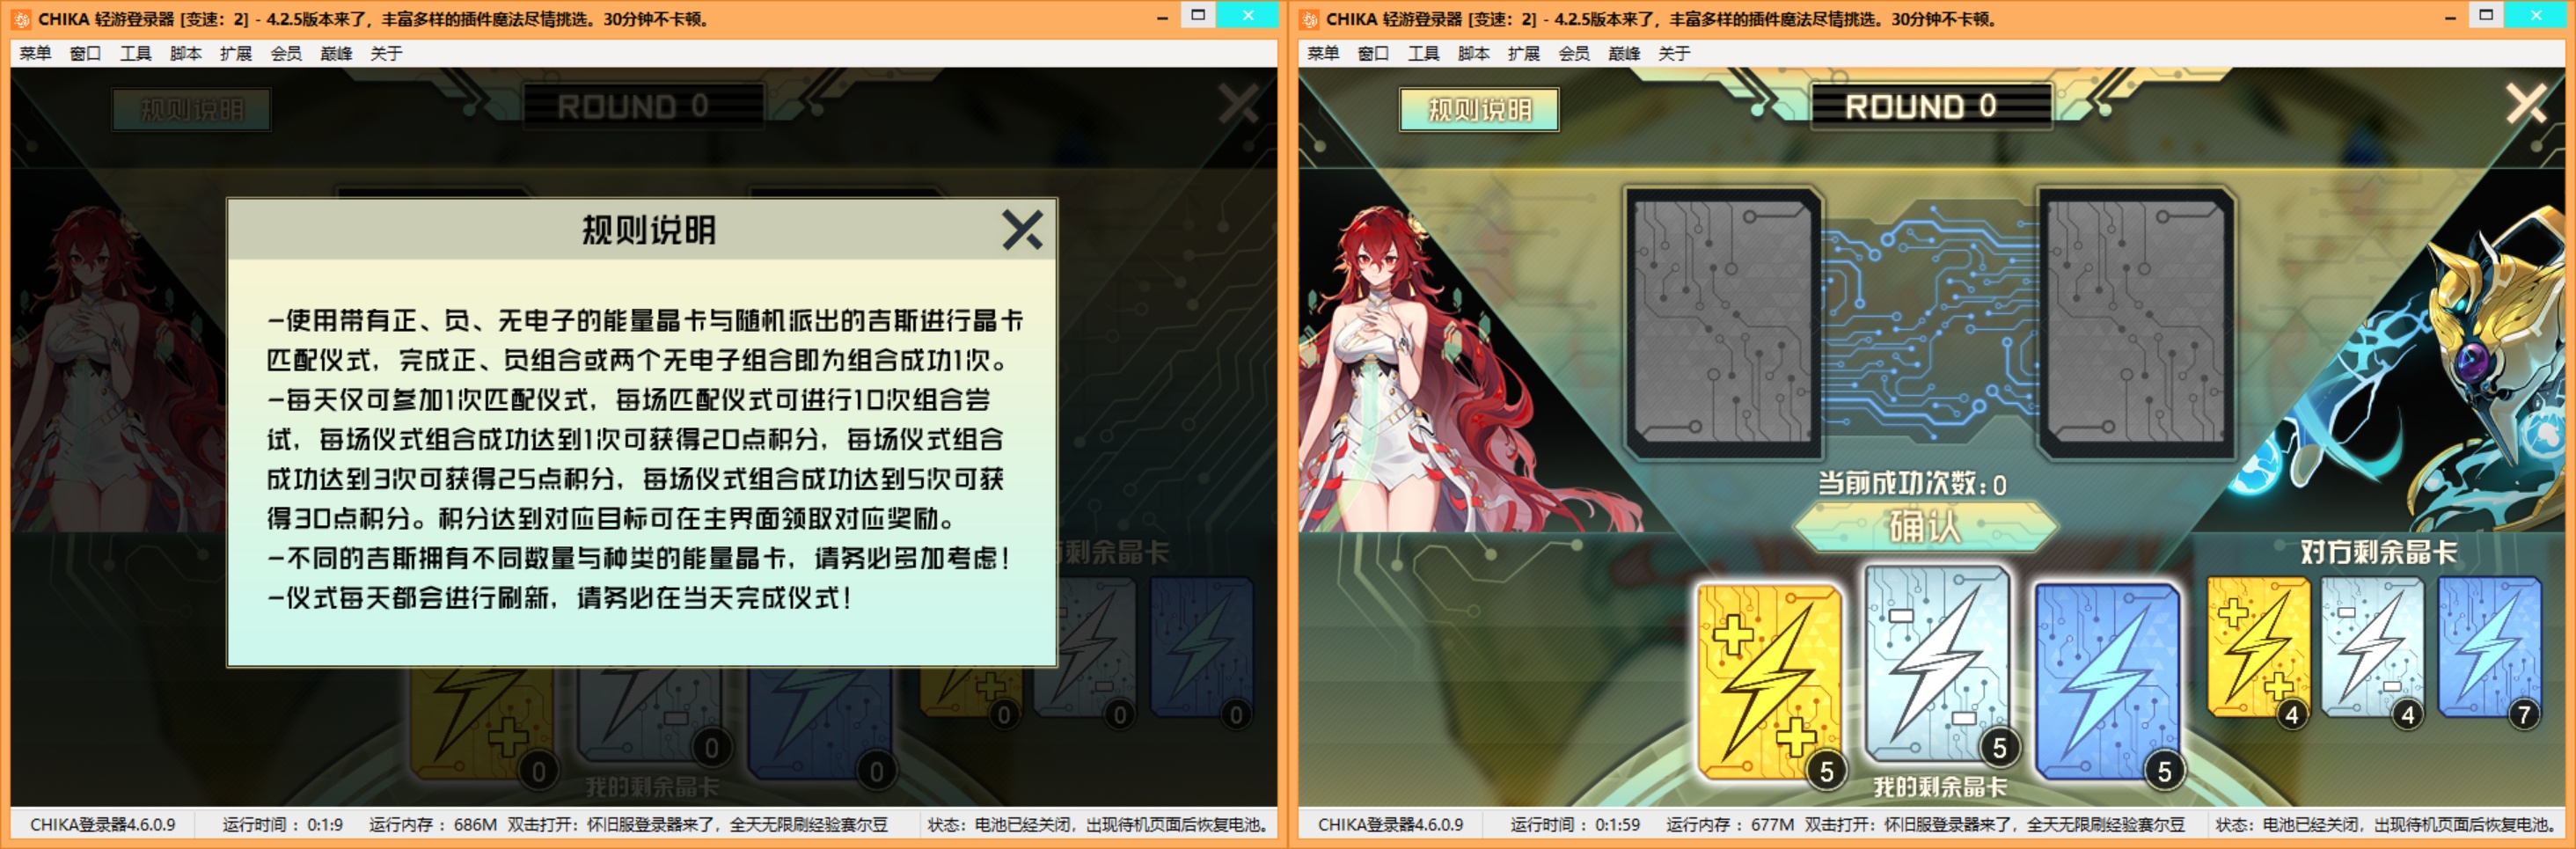 CHIKA 轻游登录器 [变速：2] - 4.2.5版本来了，丰富多样的插件魔法尽情挑选。30分钟不卡顿。
菜单 窗口 工具 脚本 扩展 会员 巅峰 关于
规则说明
ROUND 0
规则说明
-使用带有正、负、无电子的能量晶卡与随机派出的吉斯进行晶卡
匹配仪式，完成正、负组合或两个无电子组合即为组合成功1次。
-每天仅可参加1次匹配仪式，每场匹配仪式可进行10次组合尝
试，每场仪式组合成功达到1次可获得20点积分，每场仪式组合
成功达到3次可获得25点积分，每场仪式组合成功达到5次可获
得30点积分。积分达到对应目标可在主界面领取对应奖励。
-不同的吉斯拥有不同数量与种类的能量晶卡，请务必多加考虑！
-仪式每天都会进行刷新，请务必在当天完成仪式！
剩余晶卡
0 0 0
0 0 0
我的剩余晶卡
CHIKA登录器4.6.0.9 运行时间：0:1:9 运行内存：686M 双击打开：怀旧服登录器来了，全天无限刷经验赛尔豆 状态：电池已经关闭，出现待机页面后恢复电池。
CHIKA 轻游登录器 [变速：2] - 4.2.5版本来了，丰富多样的插件魔法尽情挑选。30分钟不卡顿。
菜单 窗口 工具 脚本 扩展 会员 巅峰 关于
规则说明
ROUND 0
当前成功次数:0
确认
对方剩余晶卡
4 4 7
5 5 5
我的剩余晶卡
CHIKA登录器4.6.0.9 运行时间：0:1:59 运行内存：677M 双击打开：怀旧服登录器来了，全天无限刷经验赛尔豆 状态：电池已经关闭，出现待机页面后恢复电池。